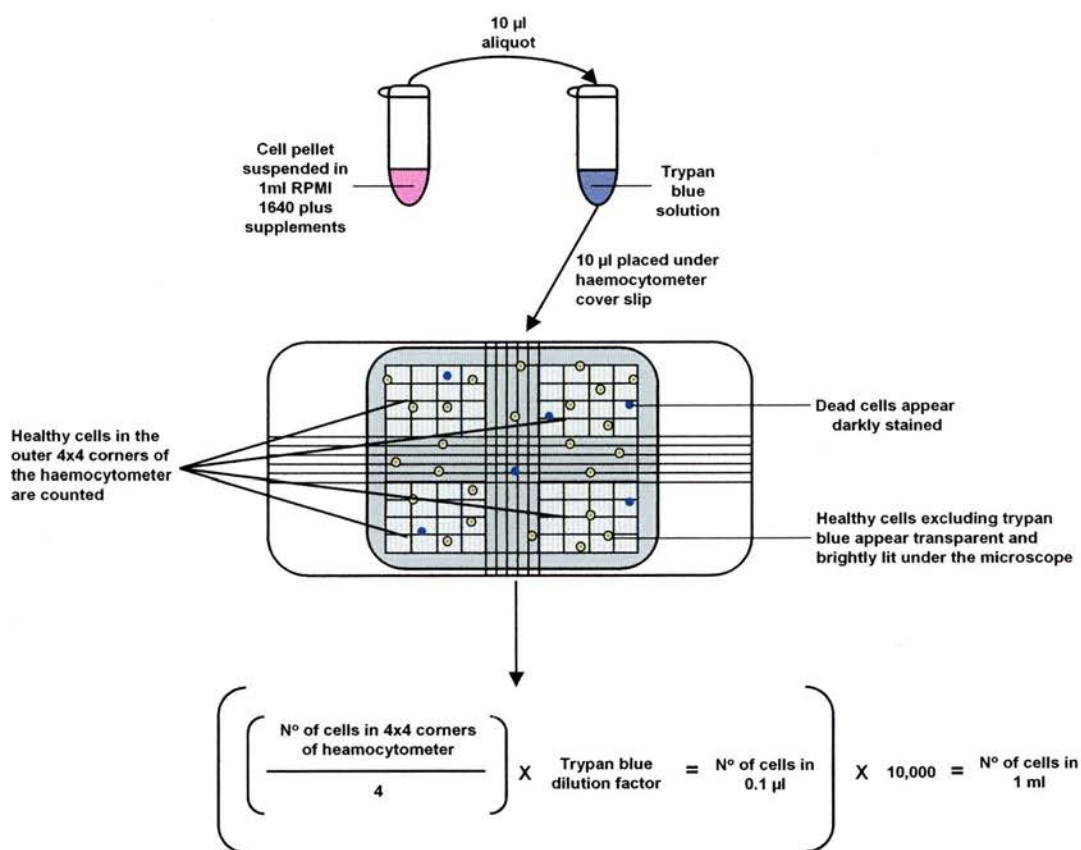 10 µl
aliquot
Cell pellet
suspended in
1ml RPMI
1640 plus
supplements
Trypan
blue
solution
10 µl placed under
haemocytometer
cover slip
Healthy cells in the
outer 4x4 corners
of the haemocytometer
are counted
Dead cells appear
darkly stained
Healthy cells excluding trypan
blue appear transparent and
brightly lit under the microscope
Nº of cells in 4x4 corners
of heamocytometer
4
X
Trypan blue
dilution factor
=
Nº of cells in
0.1 µl
X 10,000 =
Nº of cells in
1 ml